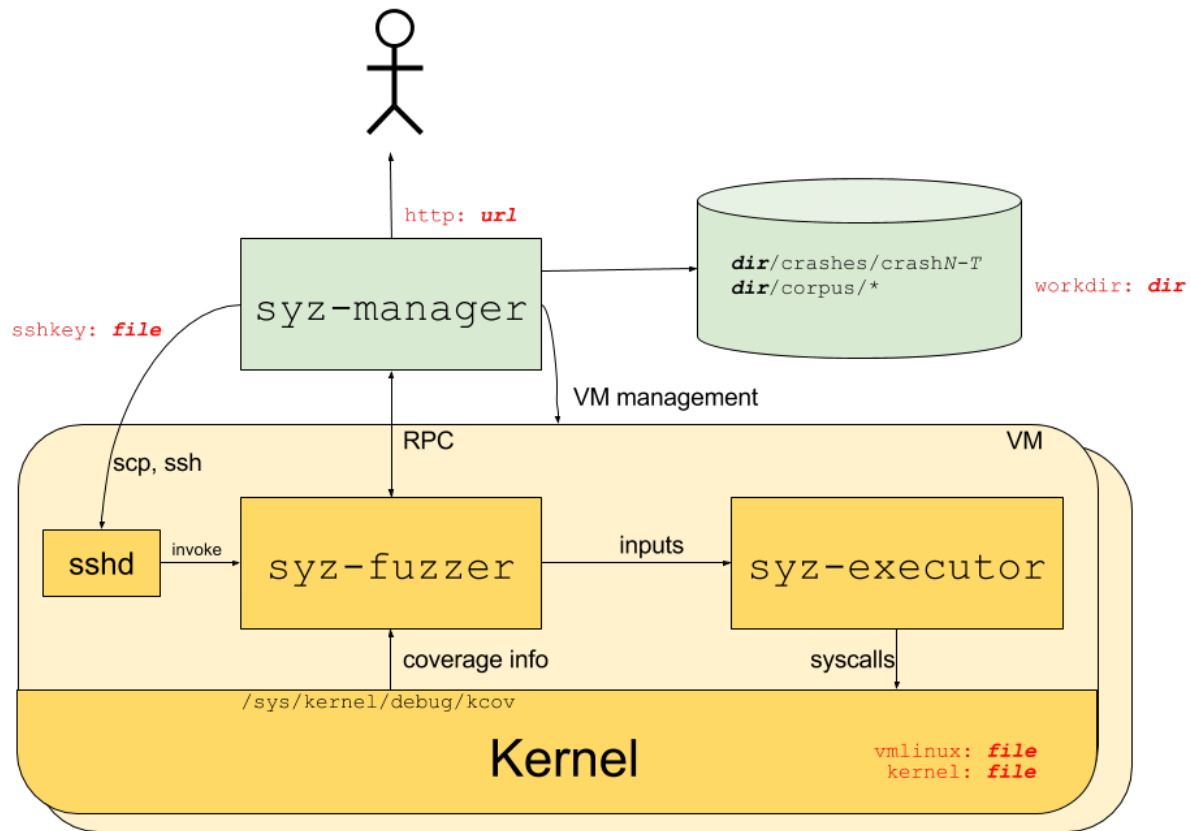 http: url
dir/crashes/crashN-T
dir/corpus/*
workdir: dir
syz-manager
sshkey: file
VM management
RPC
VM
scp, ssh
sshd
invoke
syz-fuzzer
inputs
syz-executor
coverage info
syscalls
/sys/kernel/debug/kcov
Kernel
vmlinux: file
kernel: file